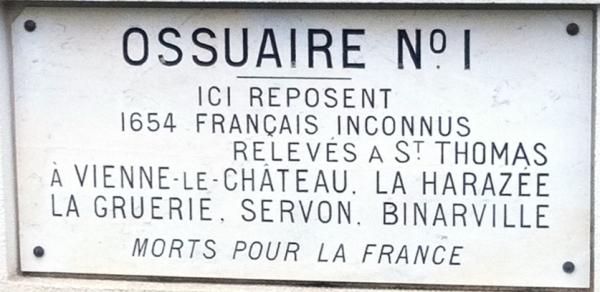 OSSUAIRE Nº 1
ICI REPOSENT
1654 FRANÇAIS INCONNUS
RELEVÉS A ST THOMAS
À VIENNE-LE-CHÂTEAU. LA HARAZÉE
LA GRUERIE. SERVON. BINARVILLE
MORTS POUR LA FRANCE